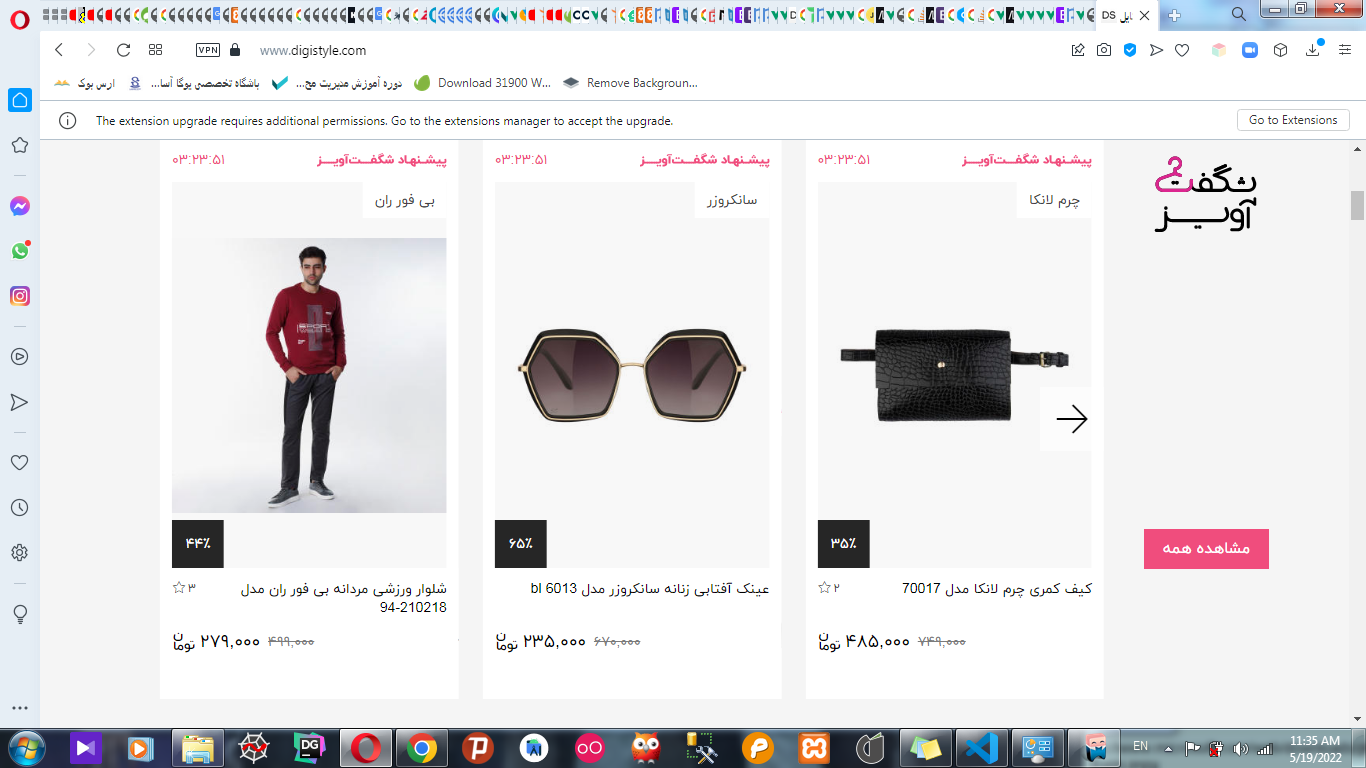 DS ایل
VPN
www.digistyle.com
ارس بوک
باشگاه تخصصی یوگا آسا...
دوره آموزش مدیریت مح...
Download 31900 W...
Remove Backgroun...
The extension upgrade requires additional permissions. Go to the extensions manager to accept the upgrade.
Go to Extensions
شگفت
آویز
مشاهده همه
پیشنهاد شگفت‌آویز
۰۳:۲۳:۵۱
چرم لانکا
۳۵٪
کیف کمری چرم لانکا مدل 70017
۲
۷۴۹,۰۰۰
۴۸۵,۰۰۰ تومان
پیشنهاد شگفت‌آویز
۰۳:۲۳:۵۱
سانکروزر
۶۵٪
عینک آفتابی زنانه سانکروزر مدل bl 6013
۶۷۰,۰۰۰
۲۳۵,۰۰۰ تومان
پیشنهاد شگفت‌آویز
۰۳:۲۳:۵۱
بی فور ران
۴۴٪
شلوار ورزشی مردانه بی فور ران مدل
94-210218
۳
۴۹۹,۰۰۰
۲۷۹,۰۰۰ تومان
DG
EN
11:35 AM
5/19/2022